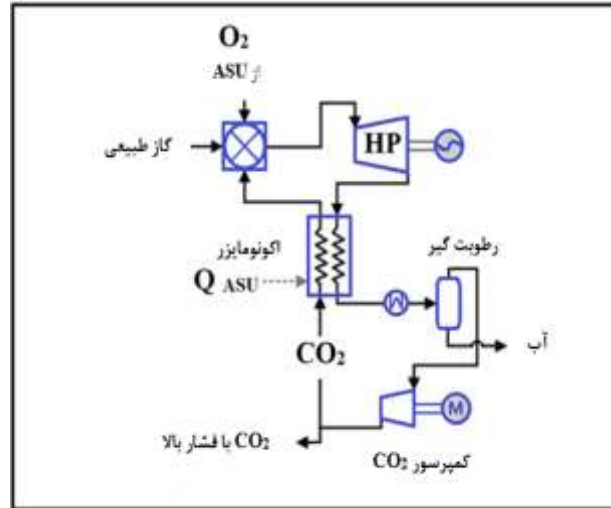 O2
از ASU
گاز طبیعی
HP
اکونومایزر
رطوبت گیر
Q ASU
آب
CO2
M
CO2 با فشار بالا
کمپرسور CO2